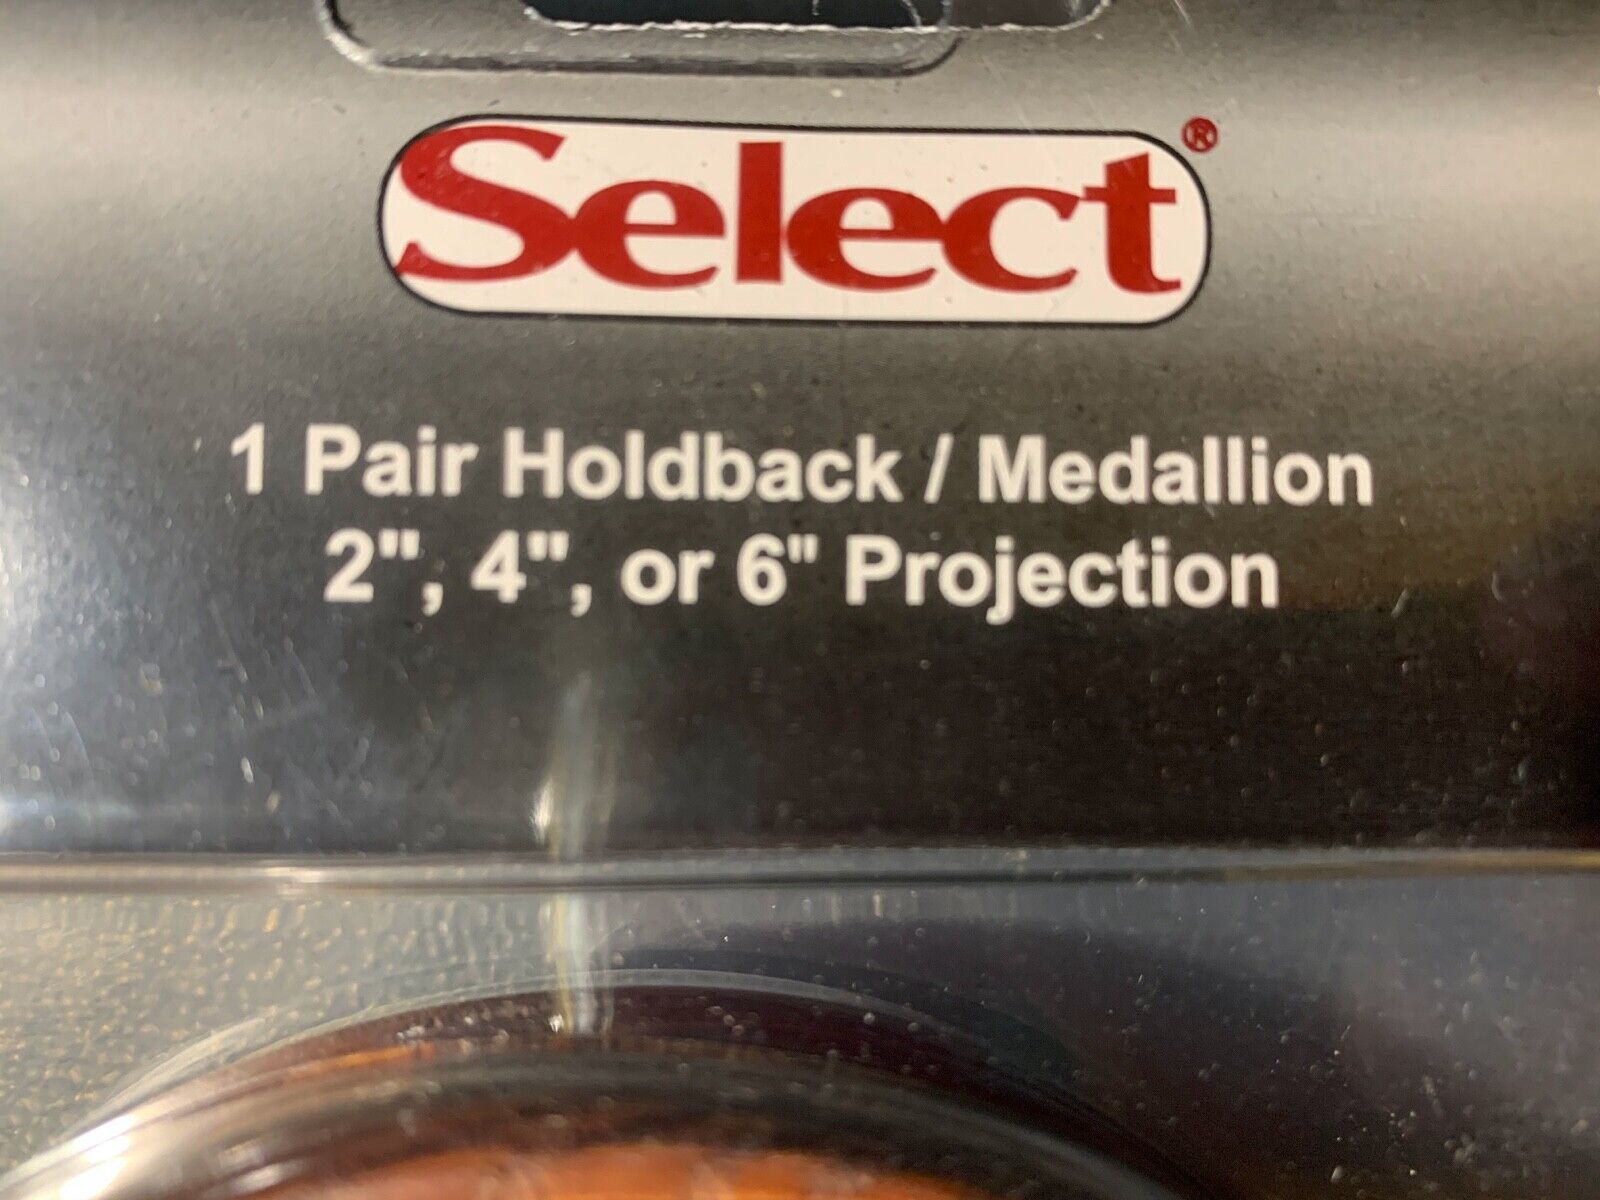 Select®
1 Pair Holdback / Medallion
2", 4", or 6" Projection